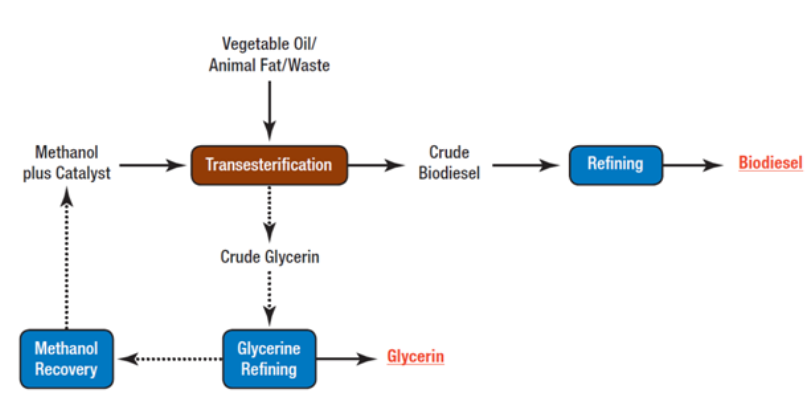 Vegetable Oil/
Animal Fat/Waste
Methanol
plus Catalyst
Transesterification
Crude
Biodiesel
Refining
Biodiesel
Crude Glycerin
Methanol
Recovery
Glycerine
Refining
Glycerin